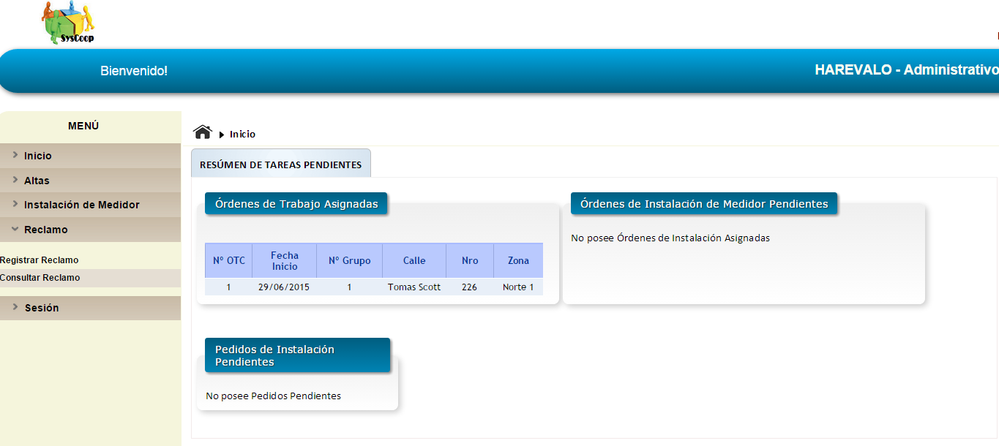 SysCoop
Bienvenido!
HAREVALO - Administrativo
MENÚ
Inicio
Altas
Instalación de Medidor
Reclamo
Registrar Reclamo
Consultar Reclamo
Sesión
Inicio
RESÚMEN DE TAREAS PENDIENTES
Órdenes de Trabajo Asignadas
Nº OTC Fecha Inicio Nº Grupo Calle Nro Zona
1 29/06/2015 1 Tomas Scott 226 Norte 1
Órdenes de Instalación de Medidor Pendientes
No posee Órdenes de Instalación Asignadas
Pedidos de Instalación
Pendientes
No posee Pedidos Pendientes